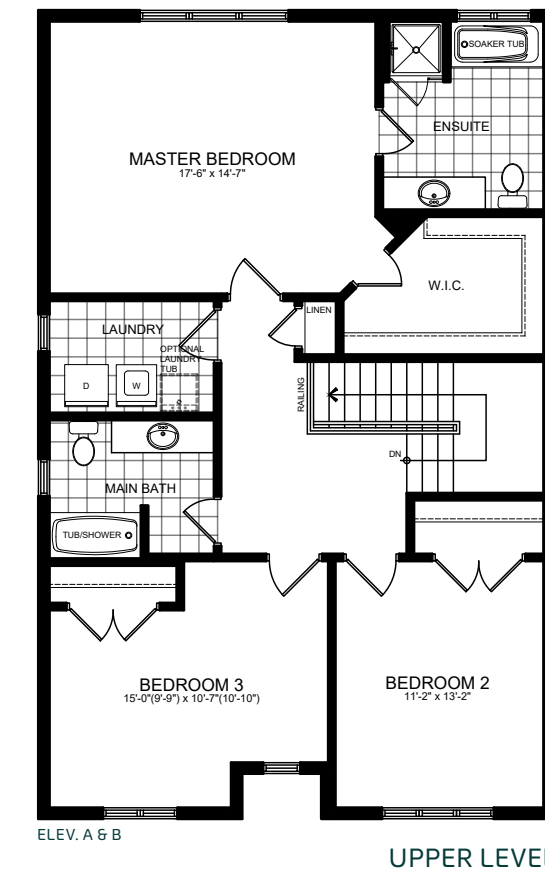 SOAKER TUB
ENSUITE
MASTER BEDROOM
17'-6" x 14'-7"
W.I.C.
LINEN
LAUNDRY
OPTIONAL
LAUNDRY
TUB
D
W
RAILING
DN
MAIN BATH
TUB/SHOWER
BEDROOM 3
15'-0"(9'-9") x 10'-7"(10'-10")
BEDROOM 2
11'-2" x 13'-2"
ELEV. A & B
UPPER LEVEL